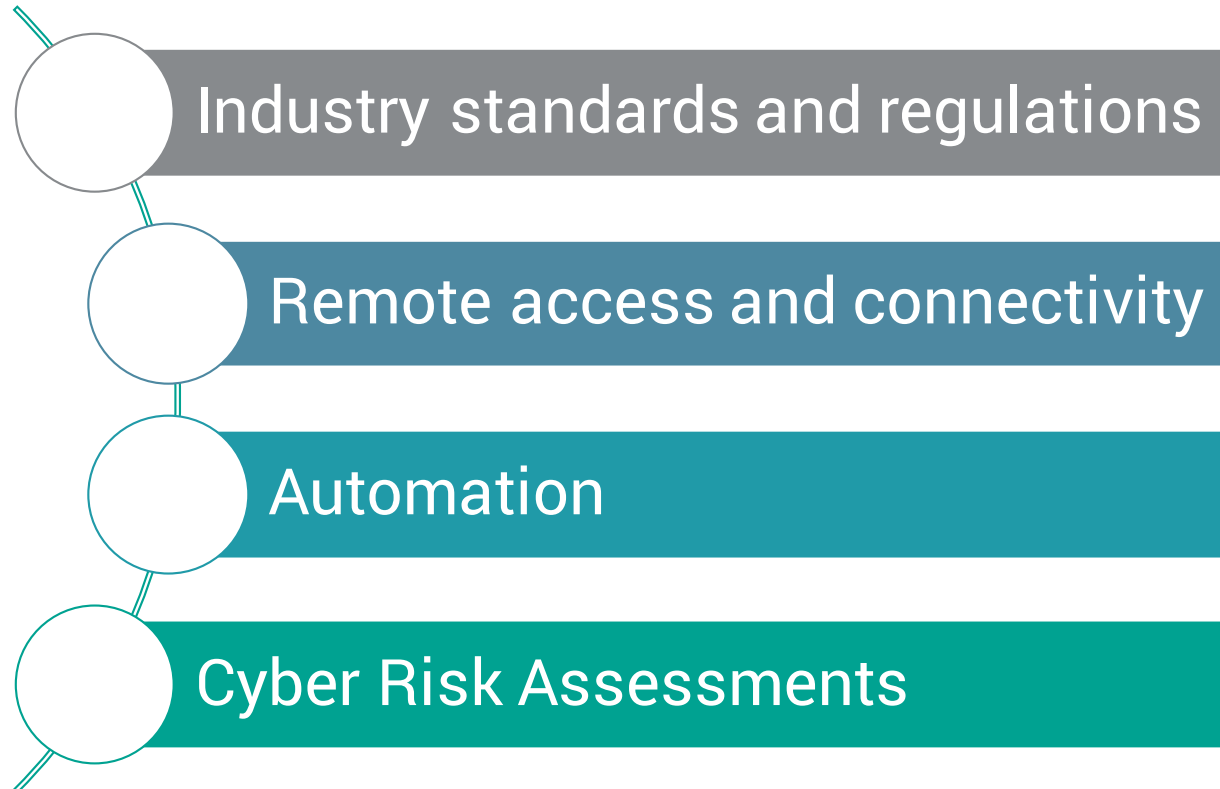 Industry standards and regulations
Remote access and connectivity
Automation
Cyber Risk Assessments